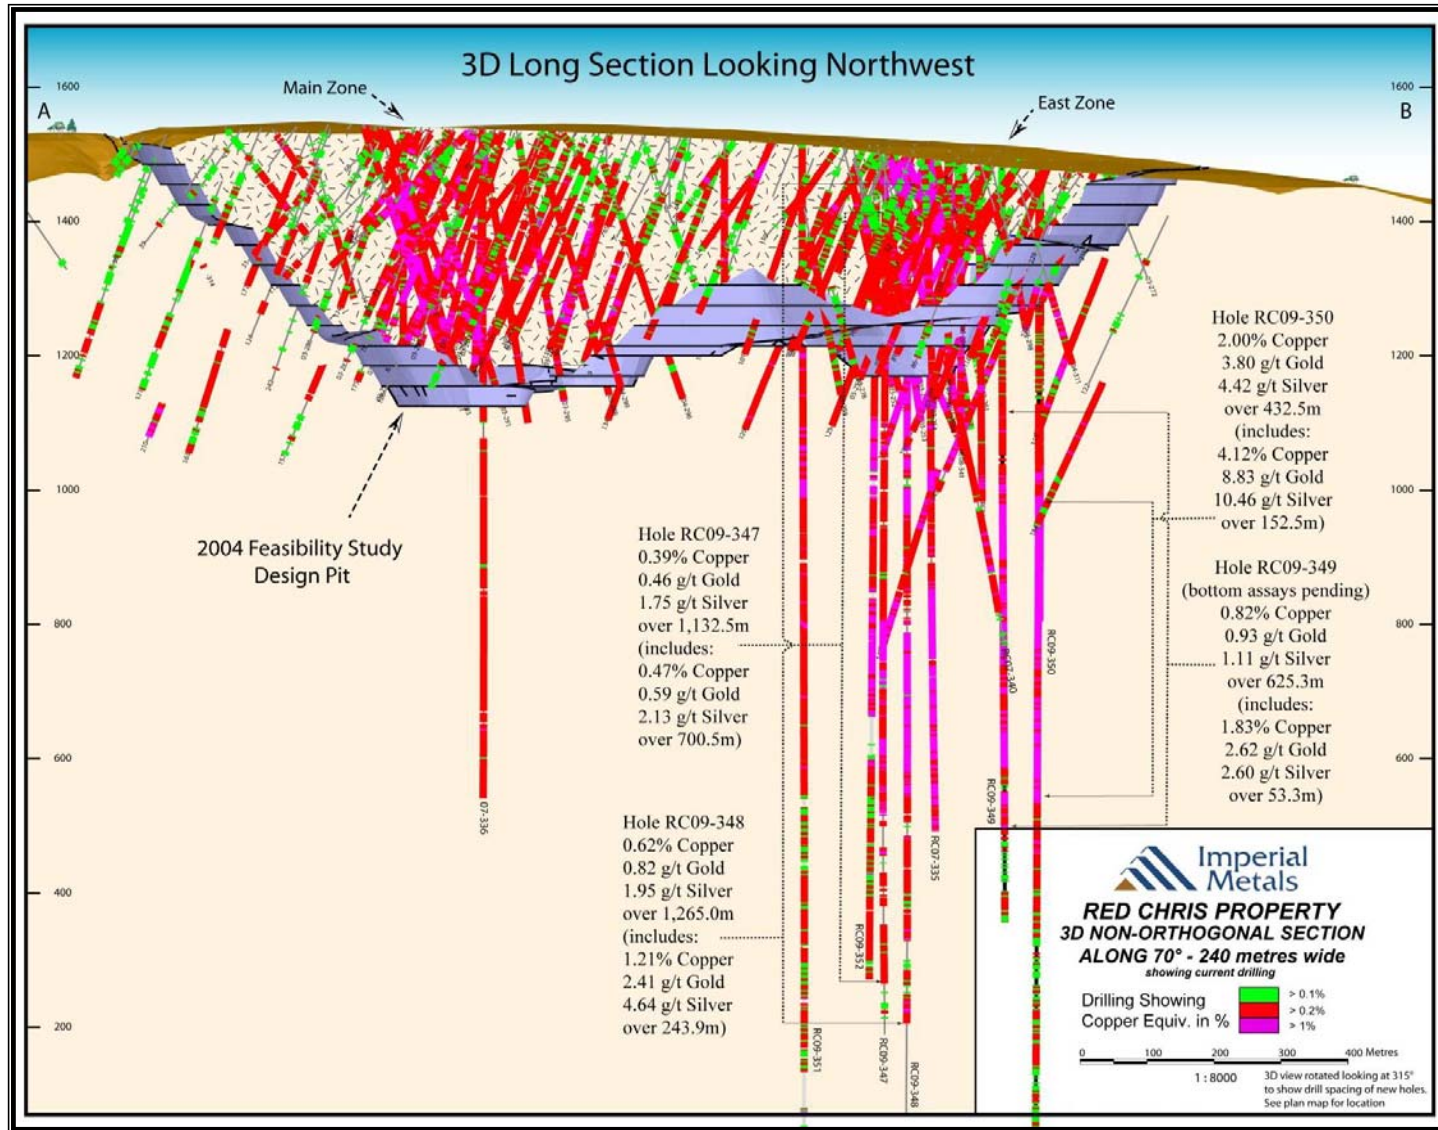 3D Long Section Looking Northwest
Main Zone
East Zone
A
B
1600
1400
1200
1000
800
600
400
200
1600
1400
1200
1000
800
600
2004 Feasibility Study
Design Pit
Hole RC09-347
0.39% Copper
0.46 g/t Gold
1.75 g/t Silver
over 1,132.5m
(includes:
0.47% Copper
0.59 g/t Gold
2.13 g/t Silver
over 700.5m)
Hole RC09-348
0.62% Copper
0.82 g/t Gold
1.95 g/t Silver
over 1,265.0m
(includes:
1.21% Copper
2.41 g/t Gold
4.64 g/t Silver
over 243.9m)
Hole RC09-350
2.00% Copper
3.80 g/t Gold
4.42 g/t Silver
over 432.5m
(includes:
4.12% Copper
8.83 g/t Gold
10.46 g/t Silver
over 152.5m)
Hole RC09-349
(bottom assays pending)
0.82% Copper
0.93 g/t Gold
1.11 g/t Silver
over 625.3m
(includes:
1.83% Copper
2.62 g/t Gold
2.60 g/t Silver
over 53.3m)
07-336
RC09-351
RC09-352
RC09-347
RC09-348
RC07-335
RC09-349
RC07-340
RC09-350
Imperial
Metals
RED CHRIS PROPERTY
3D NON-ORTHOGONAL SECTION
ALONG 70° - 240 metres wide
showing current drilling
Drilling Showing
Copper Equiv. in %
> 0.1%
> 0.2%
> 1%
0 100 200 300 400 Metres
1 : 8000
3D view rotated looking at 315°
to show drill spacing of new holes.
See plan map for location